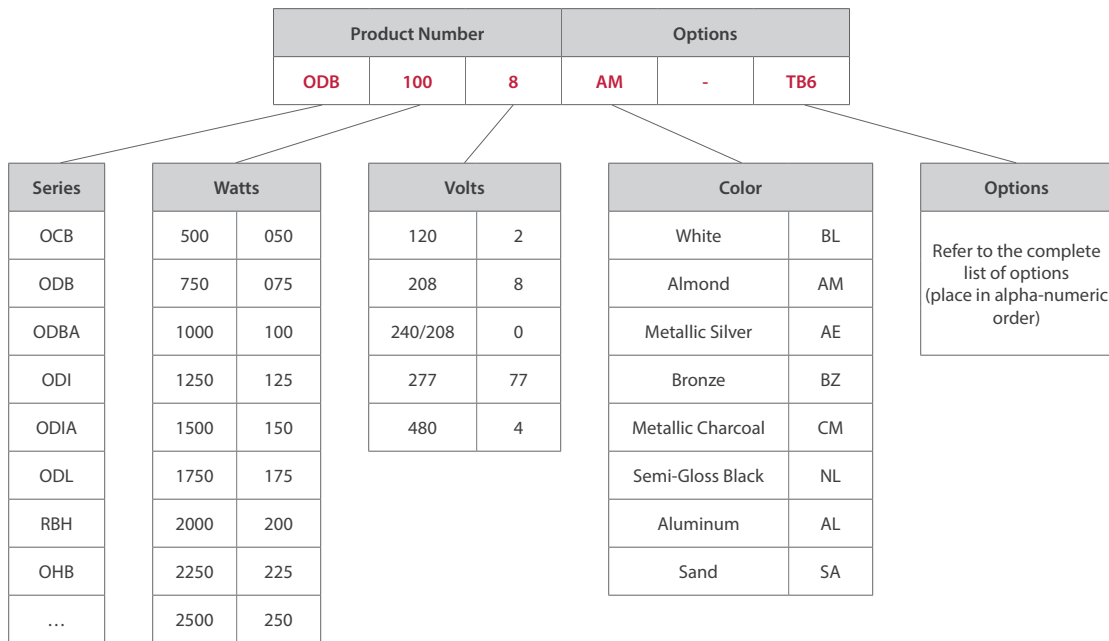 Product Number Options
ODB 100 8 AM - TB6
Series Watts Volts Color Options
OCB 500 050 120 2 White BL
ODB 750 075 208 8 Almond AM
ODBA 1000 100 240/208 0 Metallic Silver AE
ODI 1250 125 277 77 Bronze BZ
ODIA 1500 150 480 4 Metallic Charcoal CM
ODL 1750 175 Semi-Gloss Black NL
RBH 2000 200 Aluminum AL
OHB 2250 225 Sand SA
… 2500 250
Refer to the complete
list of options
(place in alpha-numeric
order)